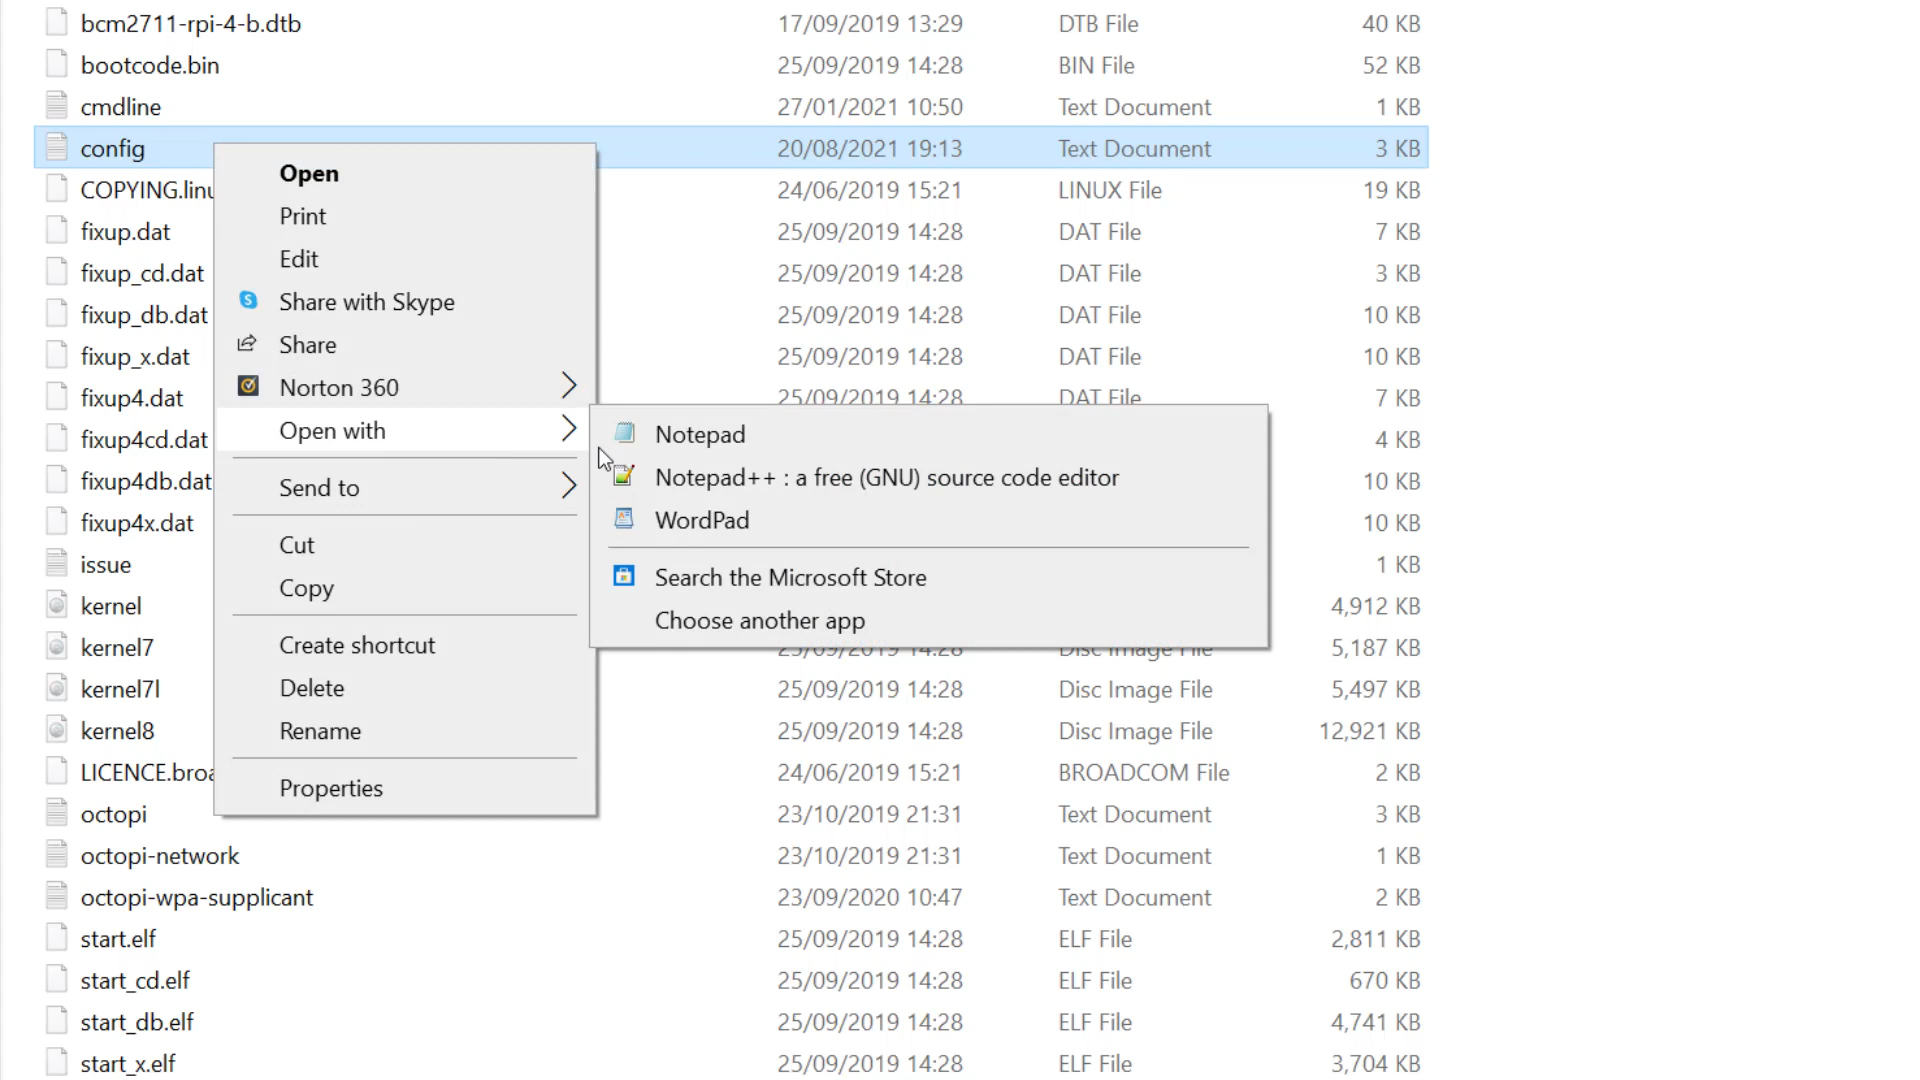 bcm2711-rpi-4-b.dtb 17/09/2019 13:29 DTB File 40 KB
bootcode.bin 25/09/2019 14:28 BIN File 52 KB
cmdline 27/01/2021 10:50 Text Document 1 KB
config 20/08/2021 19:13 Text Document 3 KB
COPYING.linu 24/06/2019 15:21 LINUX File 19 KB
fixup.dat 25/09/2019 14:28 DAT File 7 KB
fixup_cd.dat 25/09/2019 14:28 DAT File 3 KB
fixup_db.dat 25/09/2019 14:28 DAT File 10 KB
fixup_x.dat 25/09/2019 14:28 DAT File 10 KB
fixup4.dat 25/09/2019 14:28 DAT File 7 KB
fixup4cd.dat 4 KB
fixup4db.dat 10 KB
fixup4x.dat 10 KB
issue 1 KB
kernel 4,912 KB
kernel7 25/09/2019 14:28 Disc Image File 5,187 KB
kernel7l 25/09/2019 14:28 Disc Image File 5,497 KB
kernel8 25/09/2019 14:28 Disc Image File 12,921 KB
LICENCE.broa 24/06/2019 15:21 BROADCOM File 2 KB
octopi 23/10/2019 21:31 Text Document 3 KB
octopi-network 23/10/2019 21:31 Text Document 1 KB
octopi-wpa-supplicant 23/09/2020 10:47 Text Document 2 KB
start.elf 25/09/2019 14:28 ELF File 2,811 KB
start_cd.elf 25/09/2019 14:28 ELF File 670 KB
start_db.elf 25/09/2019 14:28 ELF File 4,741 KB
start_x.elf 25/09/2019 14:28 ELF File 3,704 KB
Open
Print
Edit
Share with Skype
Share
Norton 360
Open with
Send to
Cut
Copy
Create shortcut
Delete
Rename
Properties
Notepad
Notepad++ : a free (GNU) source code editor
WordPad
Search the Microsoft Store
Choose another app